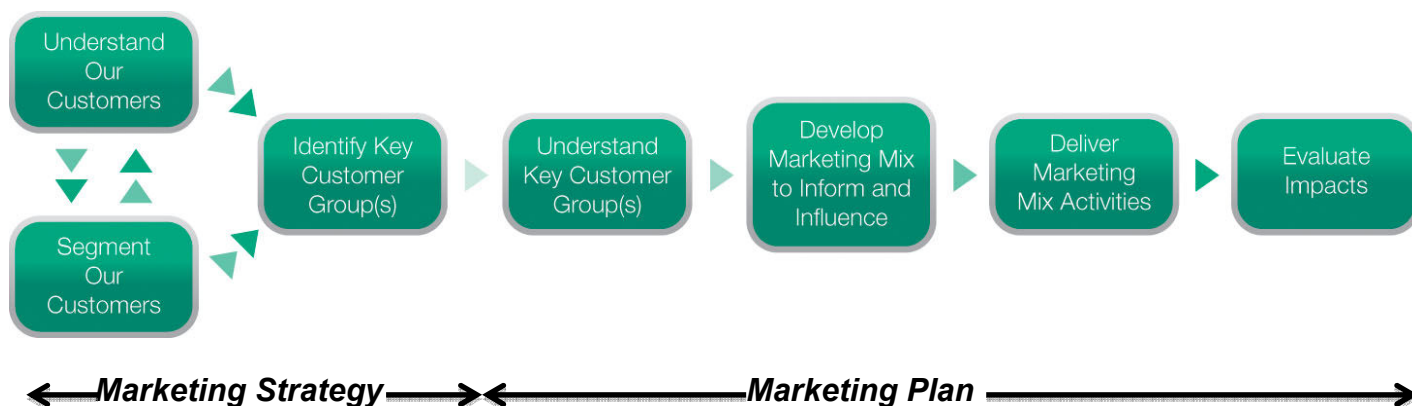 Understand
Our
Customers
Segment
Our
Customers
Identify Key
Customer
Group(s)
Understand
Key Customer
Group(s)
Develop
Marketing Mix
to Inform and
Influence
Deliver
Marketing
Mix Activities
Evaluate
Impacts
Marketing Strategy
Marketing Plan